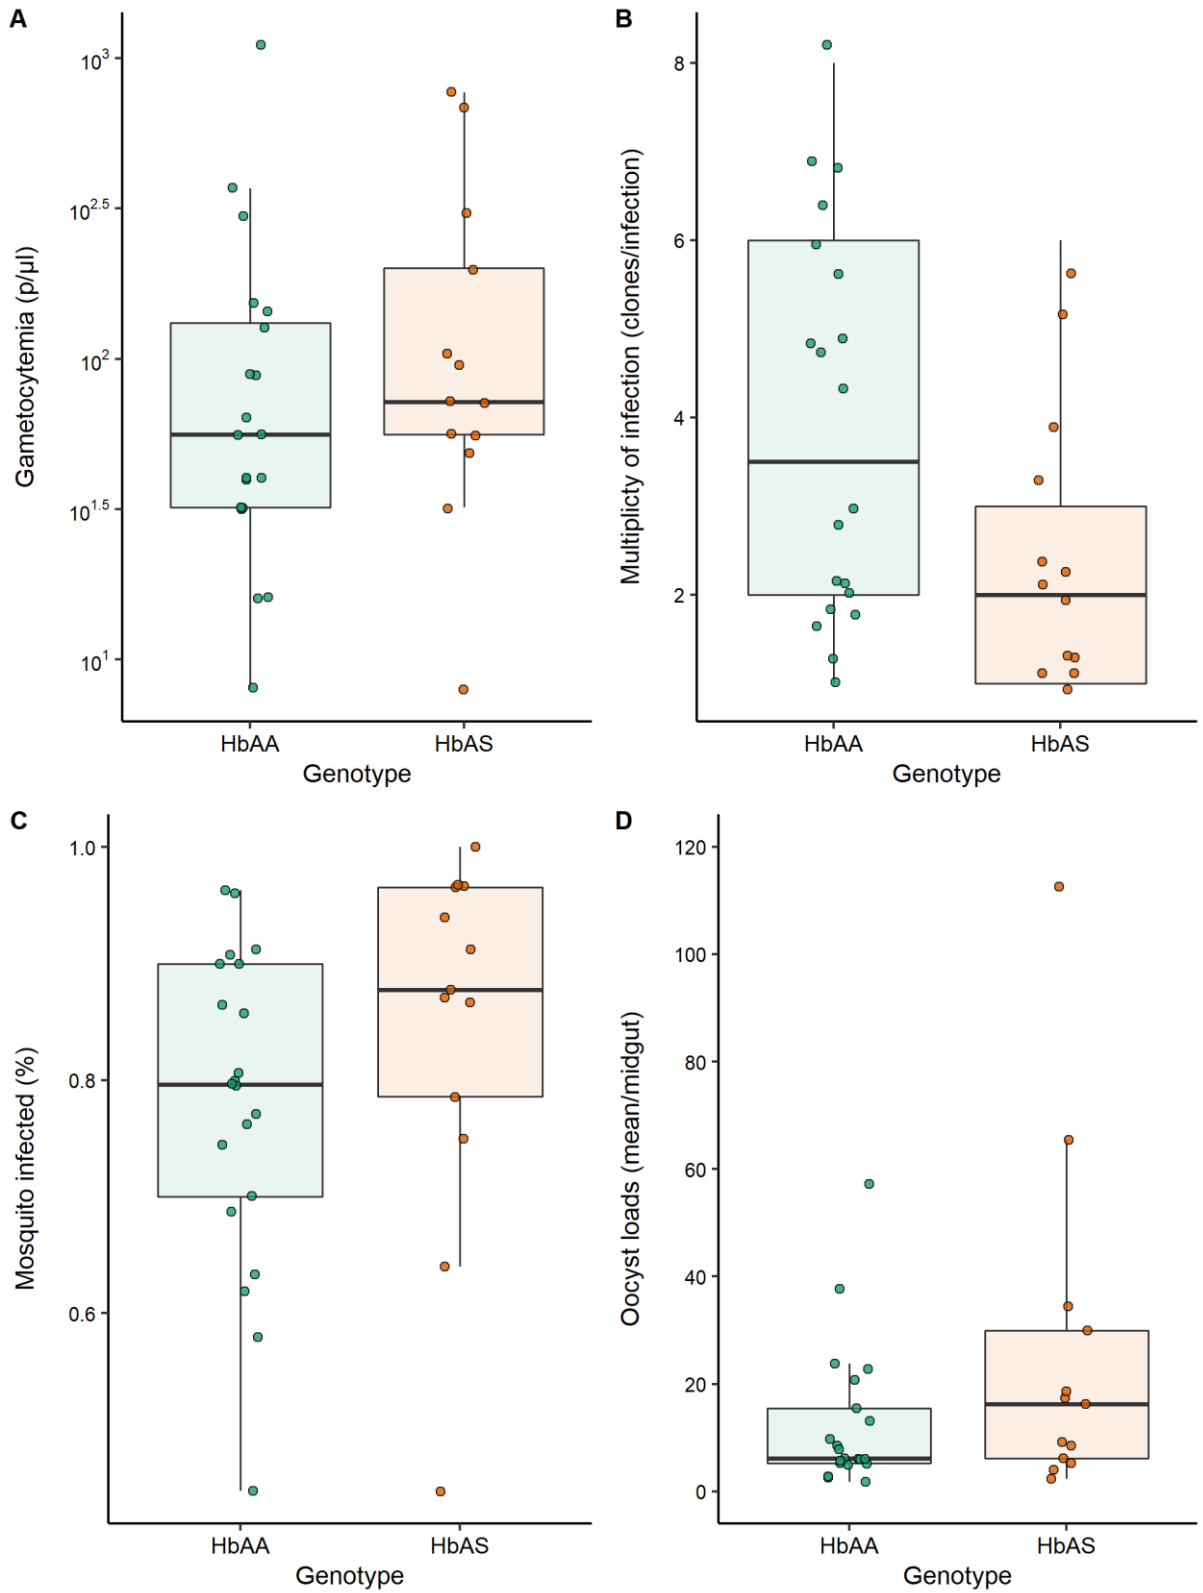 A
Gametocytemia (p/µl)
10^3
10^2.5
10^2
10^1.5
10^1
HbAA HbAS
Genotype
B
Multiplicty of infection (clones/infection)
8
6
4
2
HbAA HbAS
Genotype
C
Mosquito infected (%)
1.0
0.8
0.6
HbAA HbAS
Genotype
D
Oocyst loads (mean/midgut)
120
100
80
60
40
20
0
HbAA HbAS
Genotype